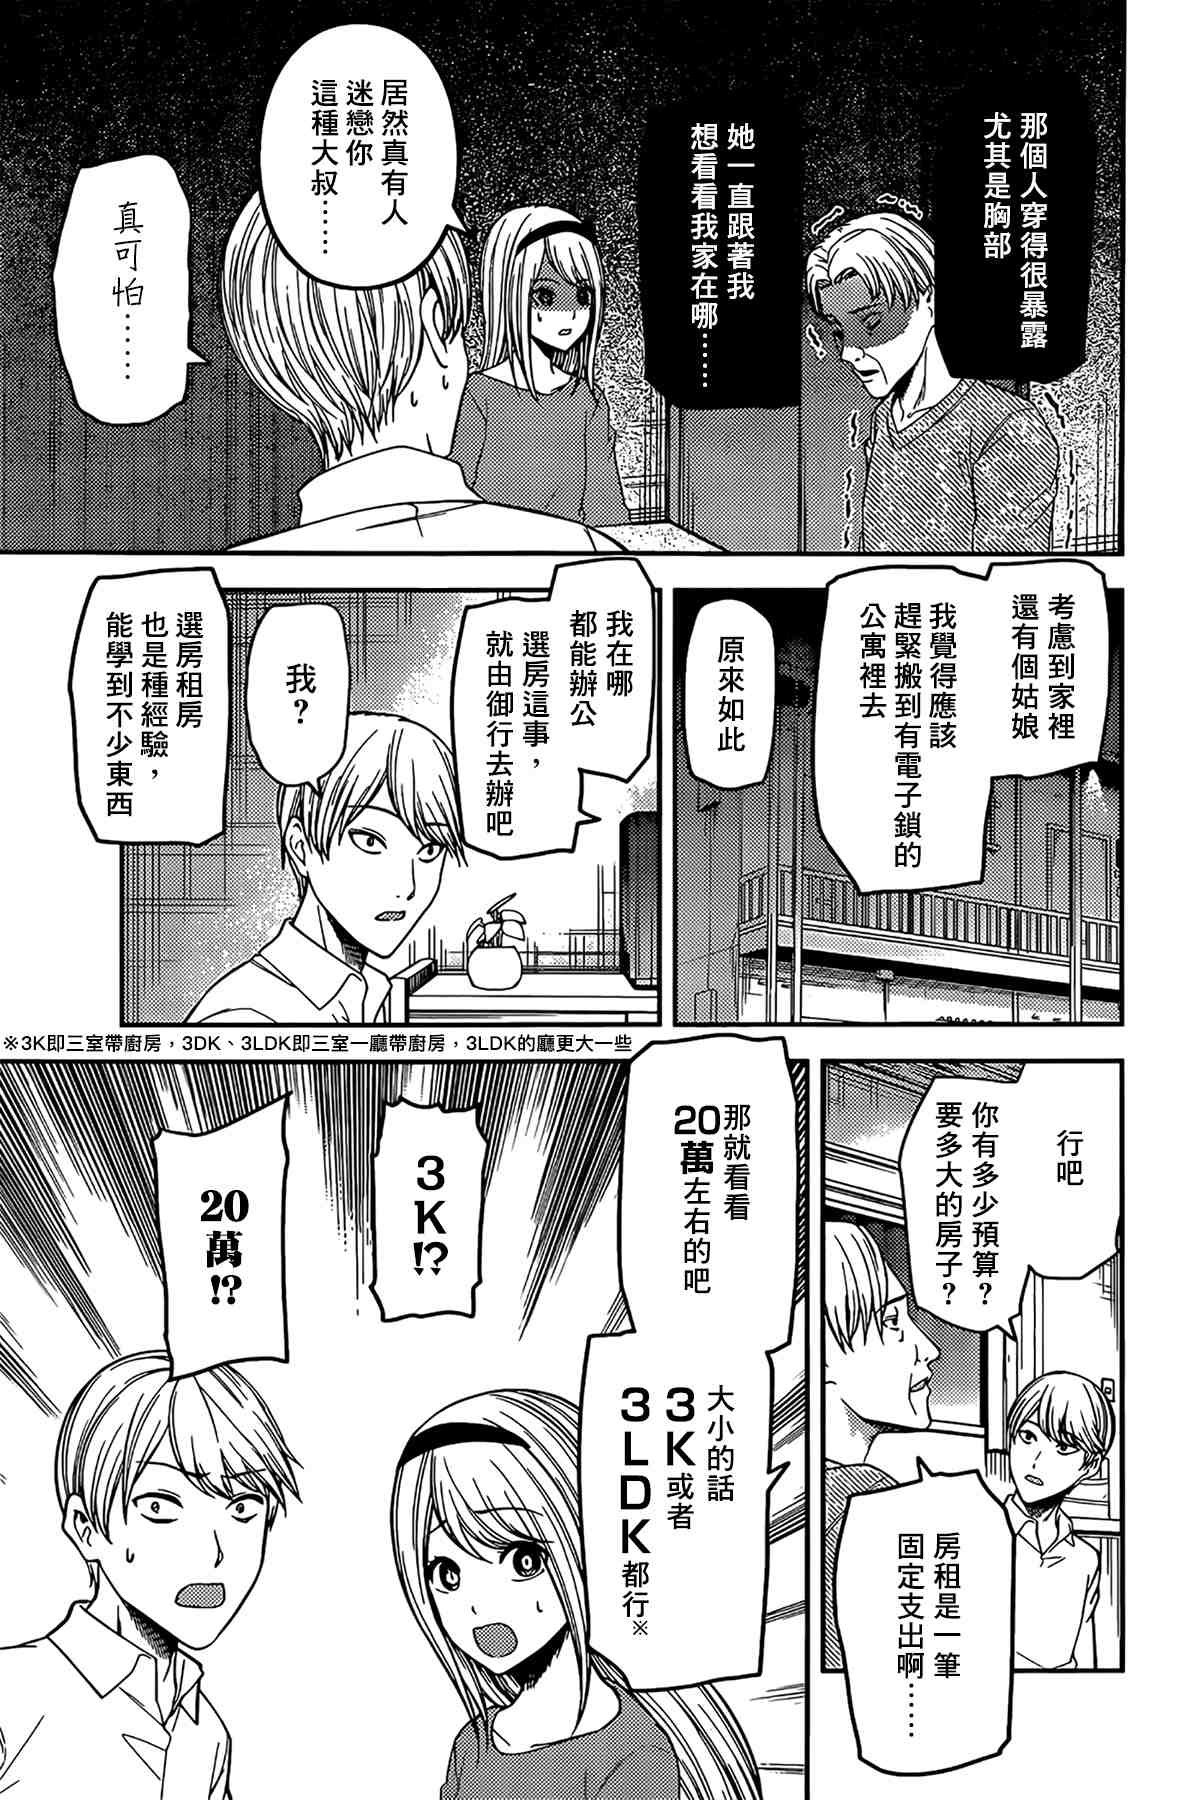 那個人穿得很暴露
尤其是胸部
她一直跟著我
想看看我家在哪……
居然真有人
迷戀你
這種大叔……
真可怕……
考慮到家裡
還有個姑娘
我覺得應該
趕緊搬到有電子鎖的
公寓裡去
原來如此
我在哪
都能辦公
選房這事，
就由御行去辦吧
我？
選房租房
也是種經驗，
能學到不少東西
※3K即三室帶廚房，3DK、3LDK即三室一廳帶廚房，3LDK的廳更大一些
行吧
你有多少預算？
要多大的房子？
房租是一筆
固定支出啊……
那就看看
20萬左右的吧
大小的話
3K或者
3LDK都行※
3K!?
20萬!?